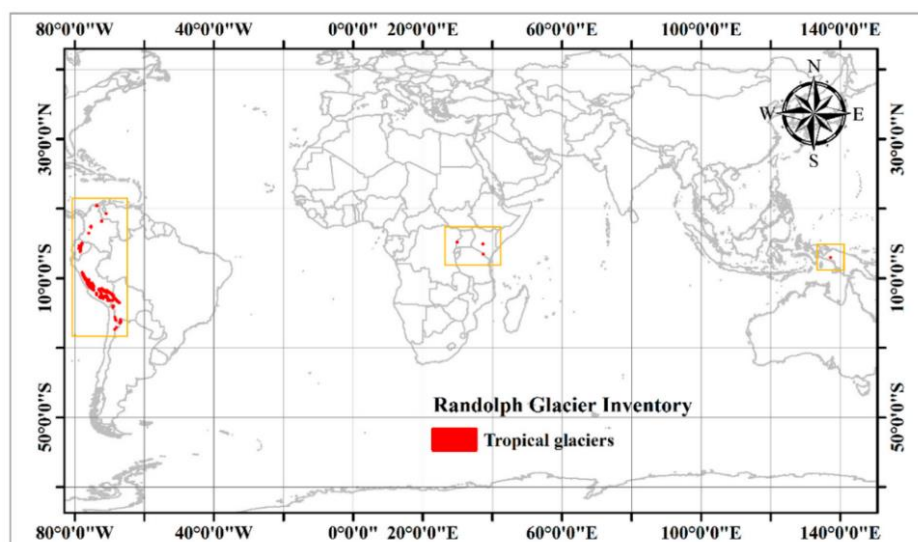 80°0'0"W 40°0'0"W 0°0'0" 20°0'0"E 60°0'0"E 100°0'0"E 140°0'0"E
N
W E
S
30°0'0"N 30°0'0"N
10°0'0"S 10°0'0"S
Randolph Glacier Inventory
Tropical glaciers
50°0'0"S 50°0'0"S
80°0'0"W 40°0'0"W 0°0'0" 20°0'0"E 60°0'0"E 100°0'0"E 140°0'0"E